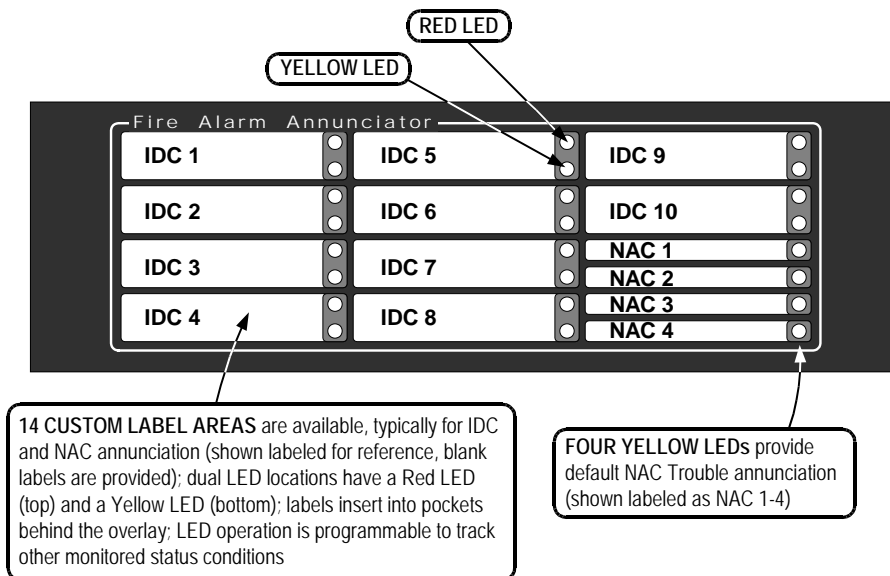 RED LED
YELLOW LED
Fire Alarm Annunciator
IDC 1
IDC 5
IDC 9
IDC 2
IDC 6
IDC 10
IDC 3
IDC 7
NAC 1
NAC 2
IDC 4
IDC 8
NAC 3
NAC 4
14 CUSTOM LABEL AREAS are available, typically for IDC
and NAC annunciation (shown labeled for reference, blank
labels are provided); dual LED locations have a Red LED
(top) and a Yellow LED (bottom); labels insert into pockets
behind the overlay; LED operation is programmable to track
other monitored status conditions
FOUR YELLOW LEDs provide
default NAC Trouble annunciation
(shown labeled as NAC 1-4)